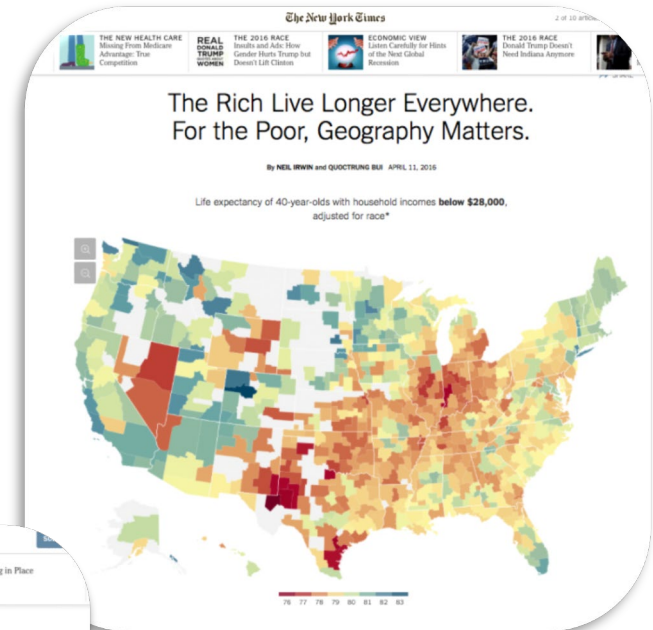 The New York Times
2 of 10
THE NEW HEALTH CARE
Missing From Medicare
Advantage: True
Competition
REAL
DONALD
TRUMP
WOMEN
THE 2016 RACE
Insults and Ads: How
Gender Hurts Trump but
Doesn't Lift Clinton
ECONOMIC VIEW
Listen Carefully for Hints
of the Next Global
Recession
THE 2016 RACE
Donald Trump Doesn't
Need Indiana Anymore
The Rich Live Longer Everywhere.
For the Poor, Geography Matters.
By NEIL IRWIN and QUOCTRUNG BUI APRIL 11, 2016
Life expectancy of 40-year-olds with household incomes below $28,000,
adjusted for race*
in Place
76 77 78 79 80 81 82 83